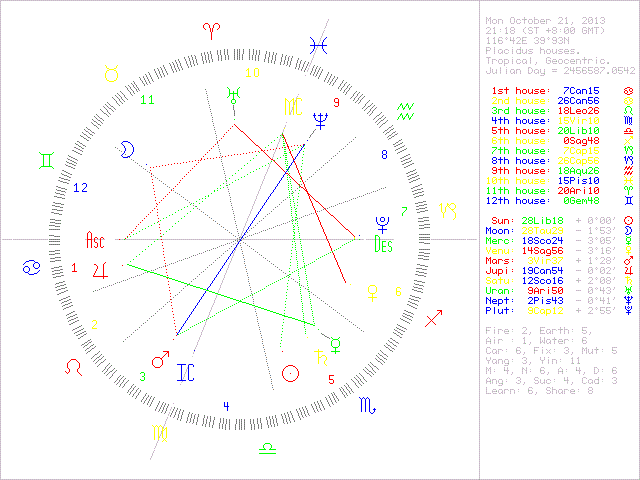 Mon October 21, 2013
21:18 (ST +8:00 GMT)
116°42E 39°93N
Placidus houses.
Tropical, Geocentric.
Julian Day = 2456587.0542
1st house: 7Can15
2nd house: 26Can56
3rd house: 18Leo26
4th house: 15Vir10
5th house: 20Lib10
6th house: 0Sag48
7th house: 7Cap15
8th house: 26Cap56
9th house: 18Aqu26
10th house: 15Pis10
11th house: 20Ari10
12th house: 0Gem48
Sun: 28Lib18 + 0°00'
Moon: 28Tau29 - 1°53'
Merc: 18Sco24 - 3°05'
Venu: 14Sag56 - 3°10'
Mars: + 1°28'
Jupi: 19Can54 - 0°02'
Satu: 12Sco16 + 2°08'
Uran: 9Ari50 - 0°43'
Nept: 2Pis43 - 0°41'
Plut: 9Cap12 + 2°55'
Fire: 2, Earth: 5,
Air : 1, Water: 6
Car: 6, Fix: 3, Mut: 5
Yang: 3, Yin: 11
M: 4, N: 6, A: 4, D: 6
Ang: 3, Suc: 4, Cad: 3
Learn: 6, Share: 8
10
11
9
MC
12
8
Asc
7
Des
1
6
2
3
IC
4
5